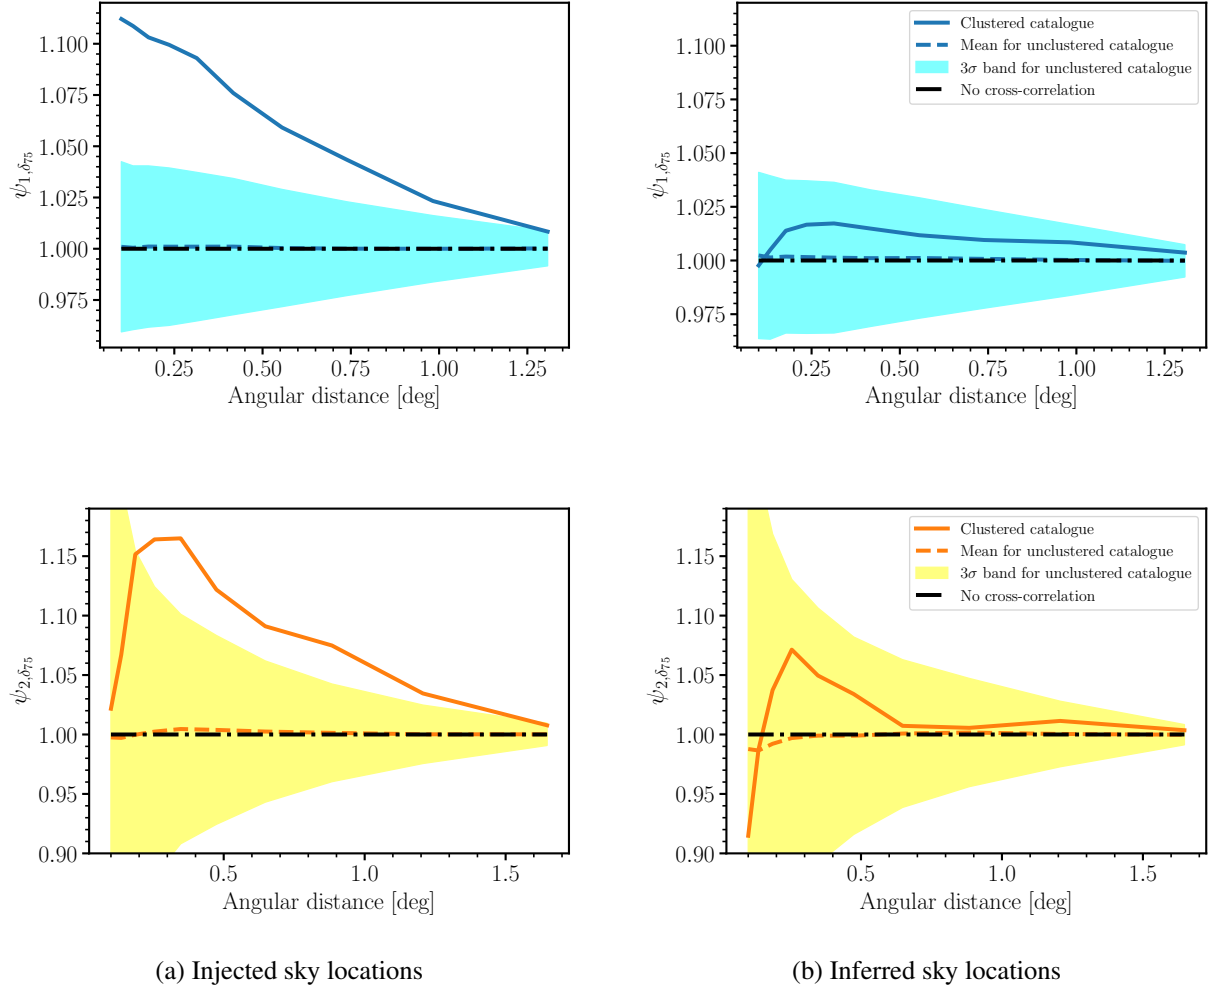 1.100
1.075
1.050
1.025
1.000
0.975
ψ1,δ75
0.25 0.50 0.75 1.00 1.25
Angular distance [deg]
1.100
1.075
1.050
1.025
1.000
0.975
ψ1,δ75
Clustered catalogue
Mean for unclustered catalogue
3σ band for unclustered catalogue
No cross-correlation
0.25 0.50 0.75 1.00 1.25
Angular distance [deg]
1.15
1.10
1.05
1.00
0.95
0.90
ψ2,δ75
0.5 1.0 1.5
Angular distance [deg]
1.15
1.10
1.05
1.00
0.95
0.90
ψ2,δ75
Clustered catalogue
Mean for unclustered catalogue
3σ band for unclustered catalogue
No cross-correlation
0.5 1.0 1.5
Angular distance [deg]
(a) Injected sky locations
(b) Inferred sky locations